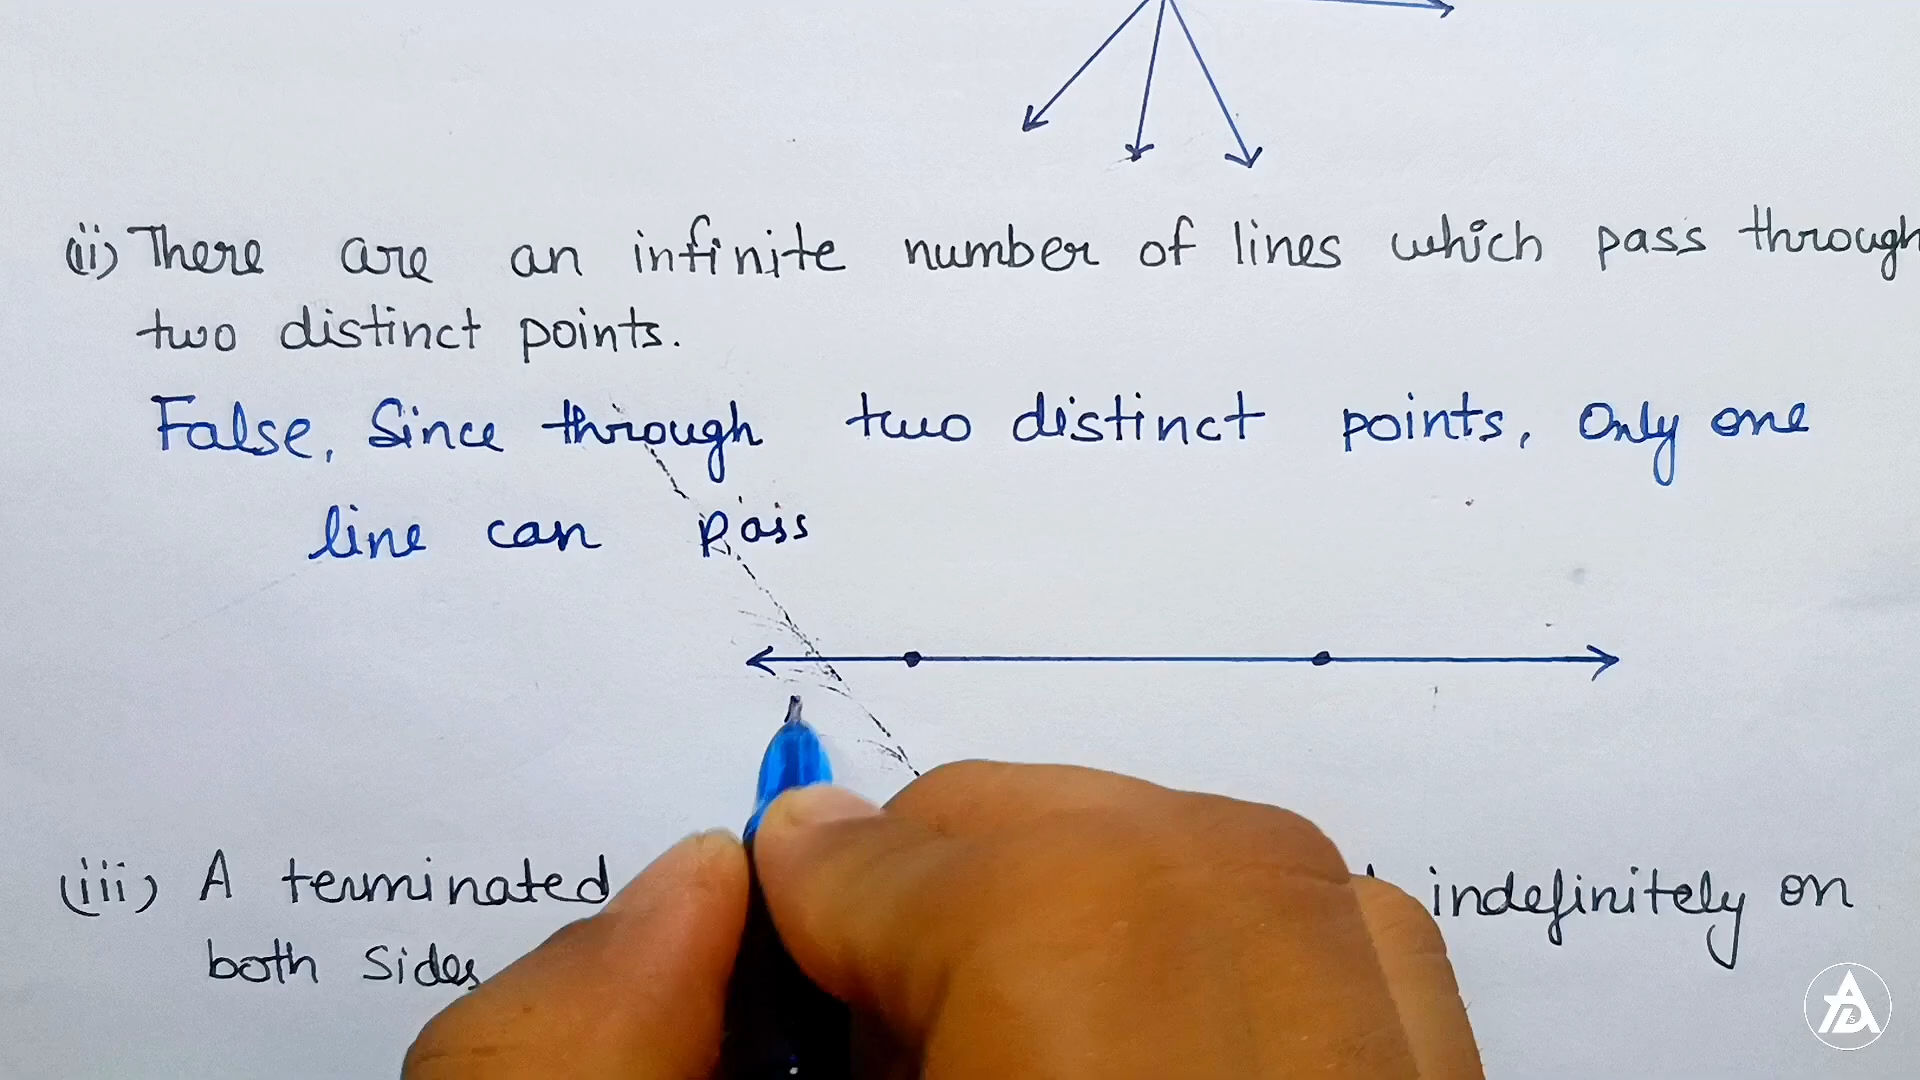 (ii) There are an infinite number of lines which pass through
two distinct points.
False, Since through two distinct points, Only one
line can pass
(iii) A terminated indefinitely on
both sides